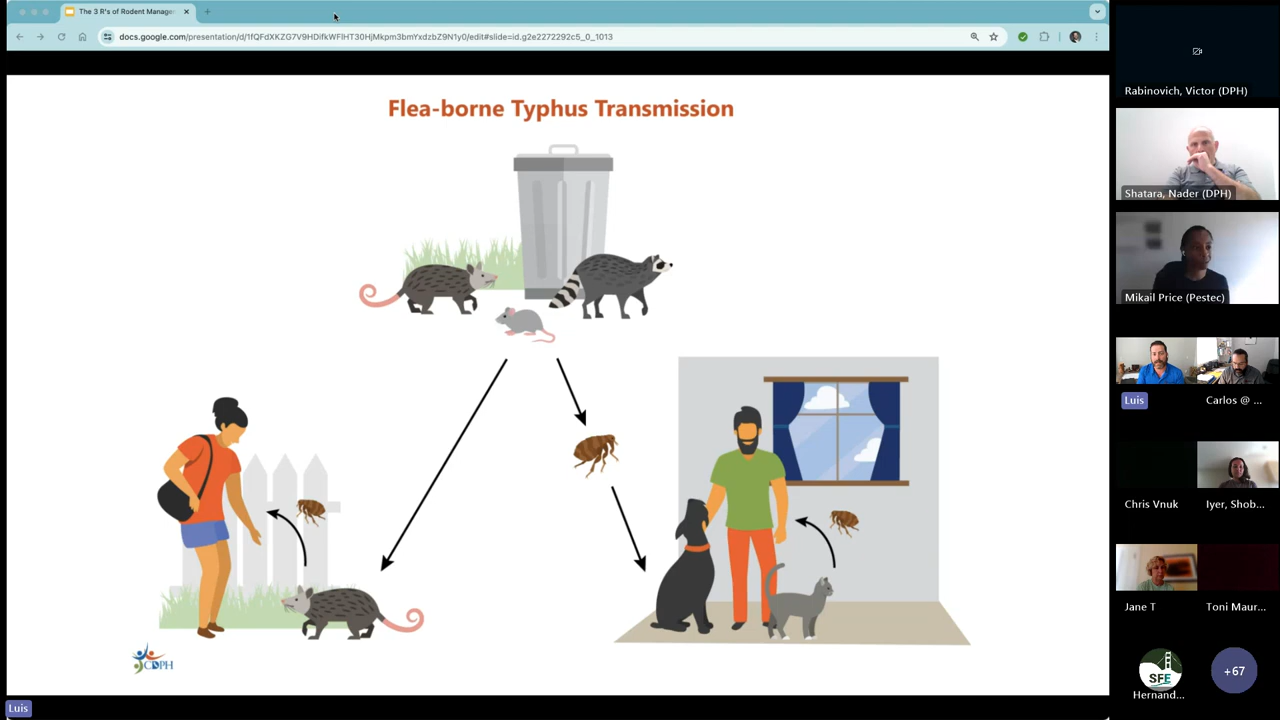 The 3 R's of Rodent Manage
docs.google.com/presentation/d/1fQFdXKZG7V9HDifkWFlHT30HjMkpm3bmYxdzbZ9N1y0/edit#slide=id.g2e2272292c5_0_1013
Flea-borne Typhus Transmission
CDPH
Luis
Rabinovich, Victor (DPH)
Shatara, Nader (DPH)
Mikail Price (Pestec)
Luis
Carlos @ ...
Chris Vnuk
Iyer, Shob...
Jane T
Toni Maur...
SFE
Hernand...
+67